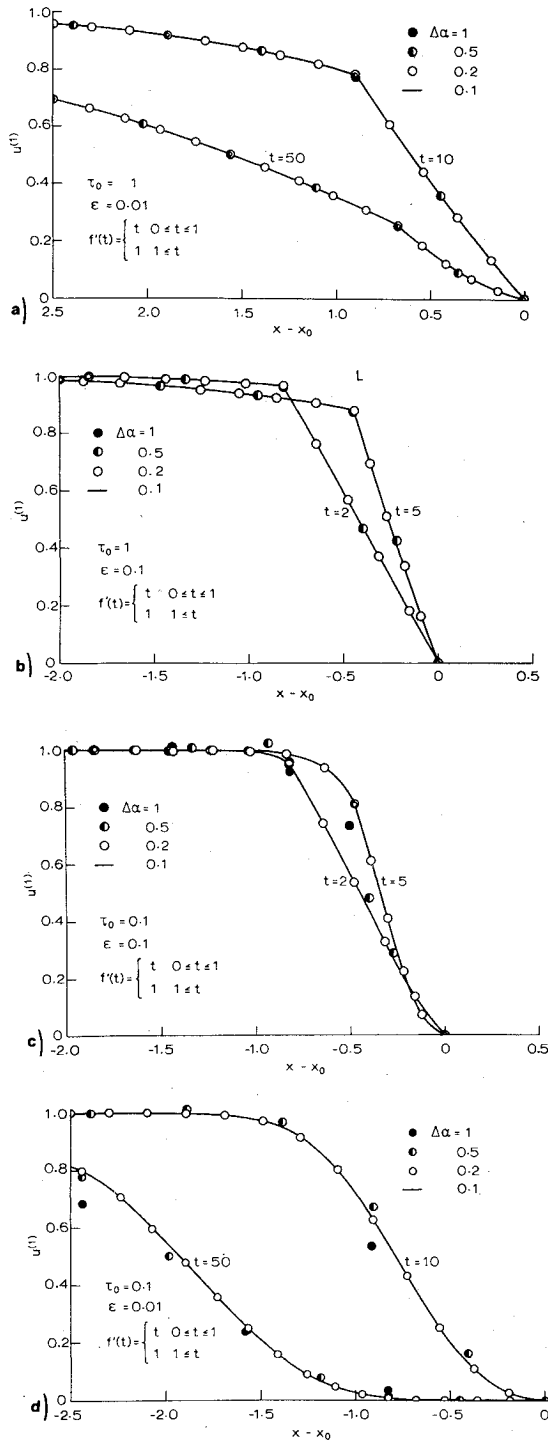 1.0
0.8
0.6
0.4
0.2
0
u(1)
Δα = 1
0.5
0.2
0.1
t=50
t=10
τ0 = 1
ε = 0.01
f'(t) = { t 0 ≤ t ≤ 1
1 1 ≤ t
a)
2.5 2.0 1.5 1.0 0.5 0
x - x0
1.0
0.8
0.6
0.4
0.2
0
u(1)
L
Δα = 1
0.5
0.2
0.1
t=2
t=5
τ0 = 1
ε = 0.1
f'(t) = { t 0 ≤ t ≤ 1
1 1 ≤ t
b)
-2.0 -1.5 -1.0 -0.5 0 0.5
x - x0
1.0
0.8
0.6
0.4
0.2
0
u(1)
Δα = 1
0.5
0.2
0.1
t=2
t=5
τ0 = 0.1
ε = 0.1
f'(t) = { t 0 ≤ t ≤ 1
1 1 ≤ t
c)
-2.0 -1.5 -1.0 -0.5 0 0.5
x - x0
1.0
0.8
0.6
0.4
0.2
0
u(1)
Δα = 1
0.5
0.2
0.1
t=50
t=10
τ0 = 0.1
ε = 0.01
f'(t) = { t 0 ≤ t ≤ 1
1 1 ≤ t
d)
-2.5 -2.0 -1.5 -1.0 -0.5 0
x - x0